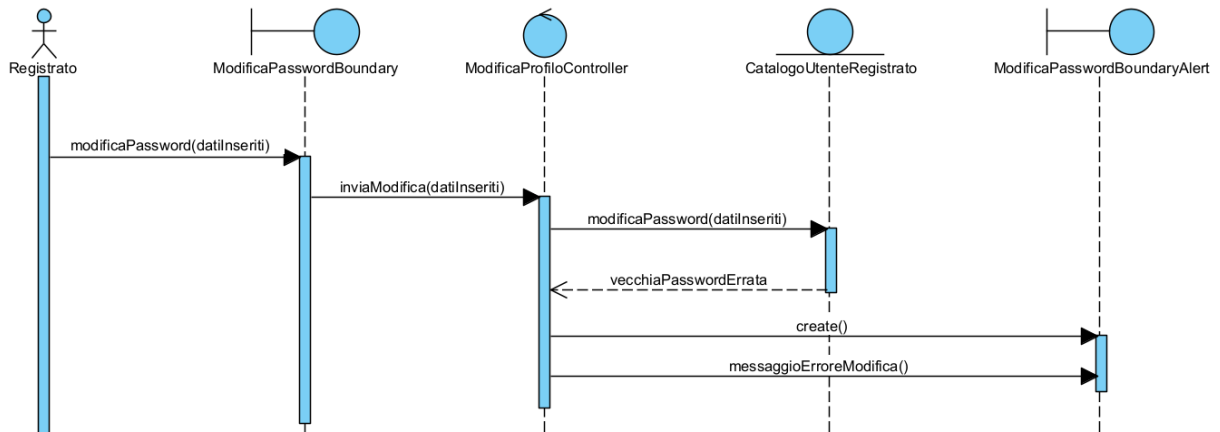 Registrato
ModificaPasswordBoundary
ModificaProfiloController
CatalogoUtenteRegistrato
ModificaPasswordBoundaryAlert
modificaPassword(datiInseriti)
inviaModifica(datiInseriti)
modificaPassword(datiInseriti)
vecchiaPasswordErrata
create()
messaggioErroreModifica()